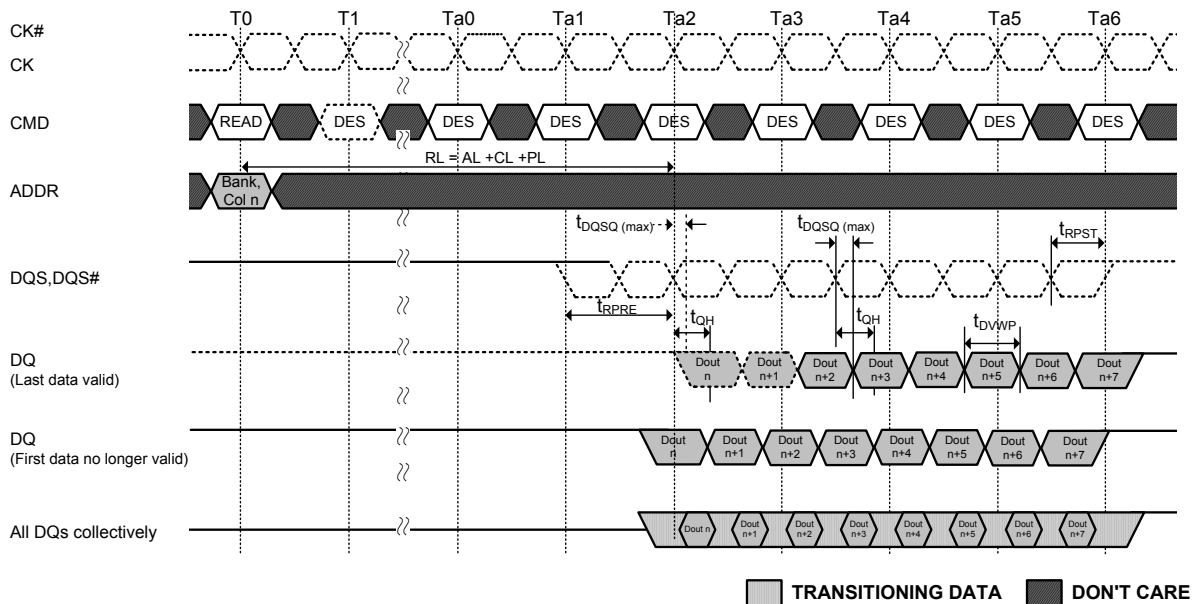 T0 T1 Ta0 Ta1 Ta2 Ta3 Ta4 Ta5 Ta6
CK#
CK
CMD READ DES DES DES DES DES DES DES DES
RL = AL +CL +PL
ADDR Bank, Col n
tDQSQ (max) tDQSQ (max) tRPST
DQS,DQS#
tRPRE tQH tQH tDVWP
DQ
(Last data valid)
Dout n Dout n+1 Dout n+2 Dout n+3 Dout n+4 Dout n+5 Dout n+6 Dout n+7
DQ
(First data no longer valid)
Dout n Dout n+1 Dout n+2 Dout n+3 Dout n+4 Dout n+5 Dout n+6 Dout n+7
All DQs collectively
Dout n Dout n+1 Dout n+2 Dout n+3 Dout n+4 Dout n+5 Dout n+6 Dout n+7
TRANSITIONING DATA DON'T CARE